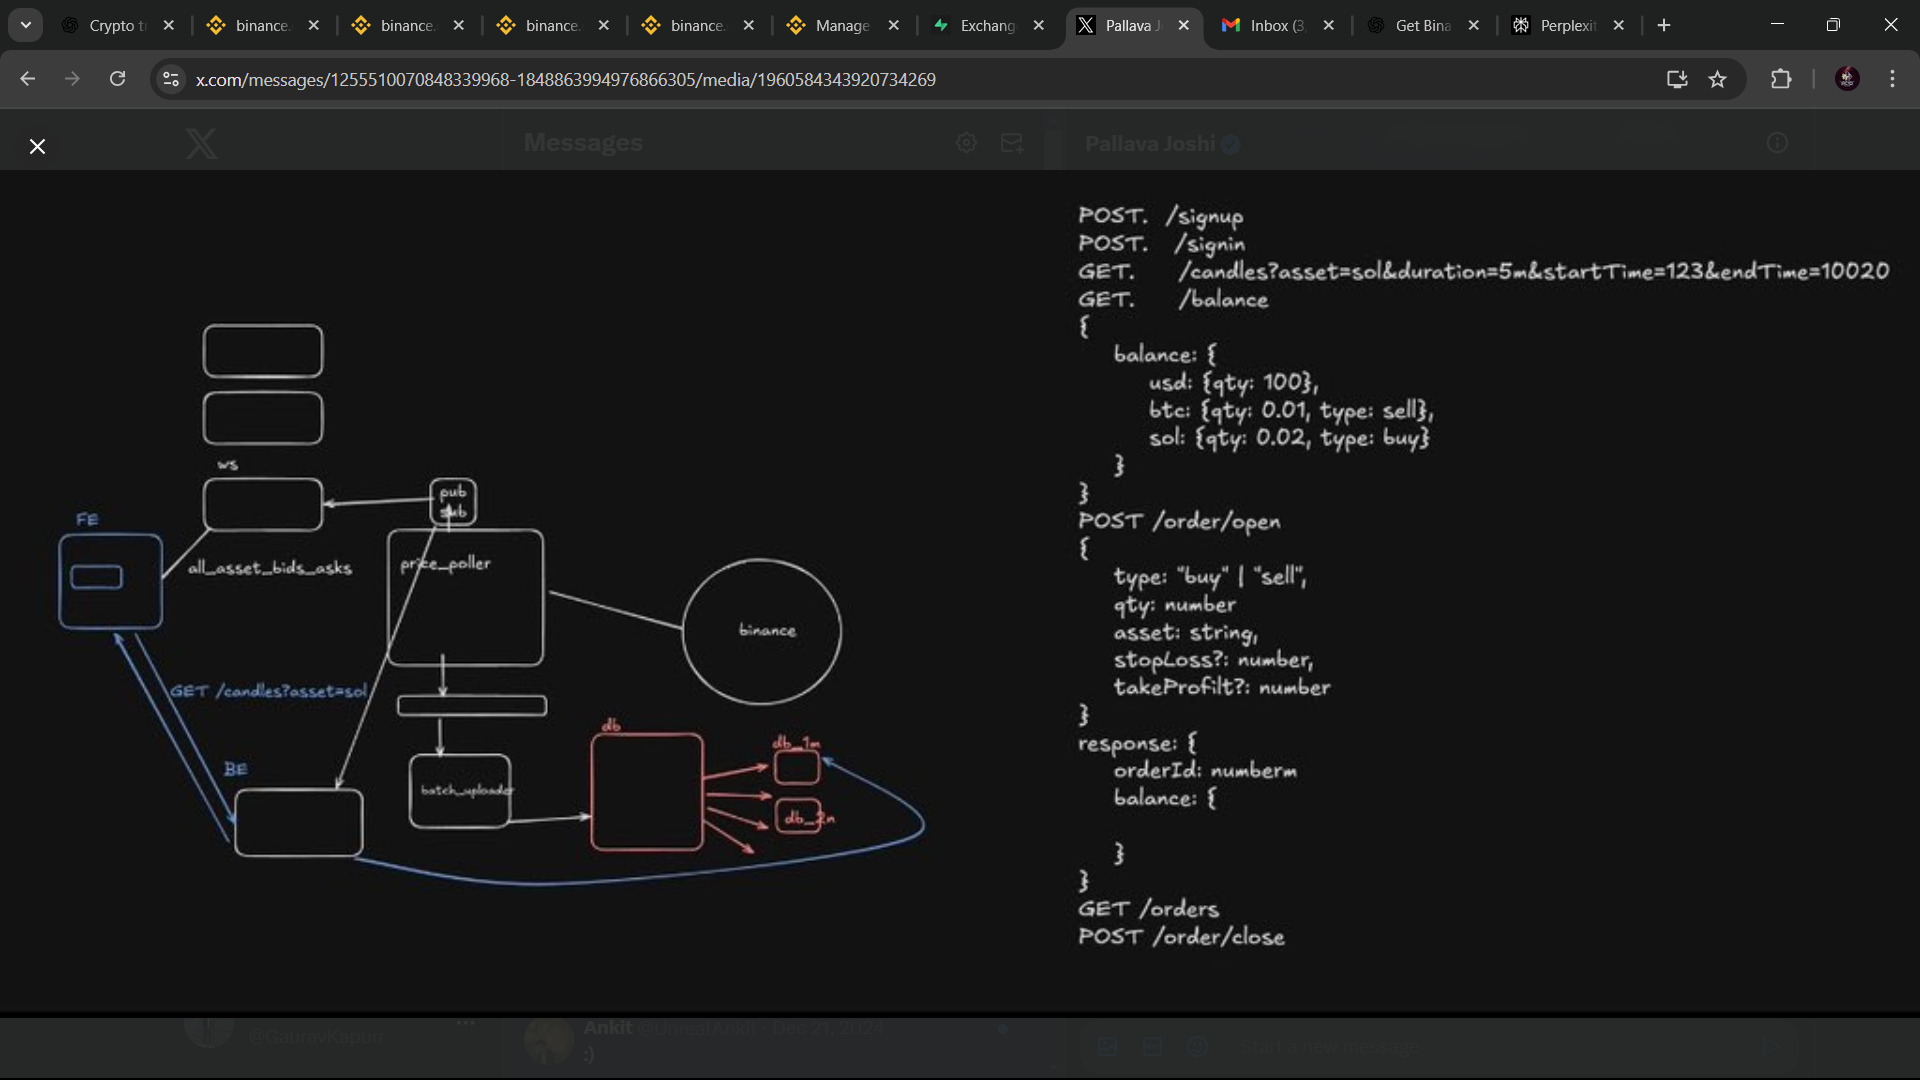 Crypto t
binance.
binance.
binance.
binance.
Manage
Exchang
Pallava J
Inbox (3,
Get Bina
Perplexi
x.com/messages/1255510070848339968-1848863994976866305/media/1960584343920734269
Messages
Pallava Joshi
POST. /signup
POST. /signin
GET. /candles?asset=sol&duration=5m&startTime=123&endTime=10020
GET. /balance
{
balance: {
usd: {qty: 100},
btc: {qty: 0.01, type: sell},
sol: {qty: 0.02, type: buy}
}
}
POST /order/open
{
type: "buy" | "sell",
qty: number
asset: string,
stopLoss?: number,
takeProfilt?: number
}
response: {
orderId: numberm
balance: {
}
}
GET /orders
POST /order/close
ws
pub
sub
FE
all_asset_bids_asks
price_poller
binance
GET /candles?asset=sol
BE
batch_uploader
db
db_1m
db_2m
@GauravKapurr
Ankit @UnrealAnkit · Dec 21, 2024
:)
Start a new message